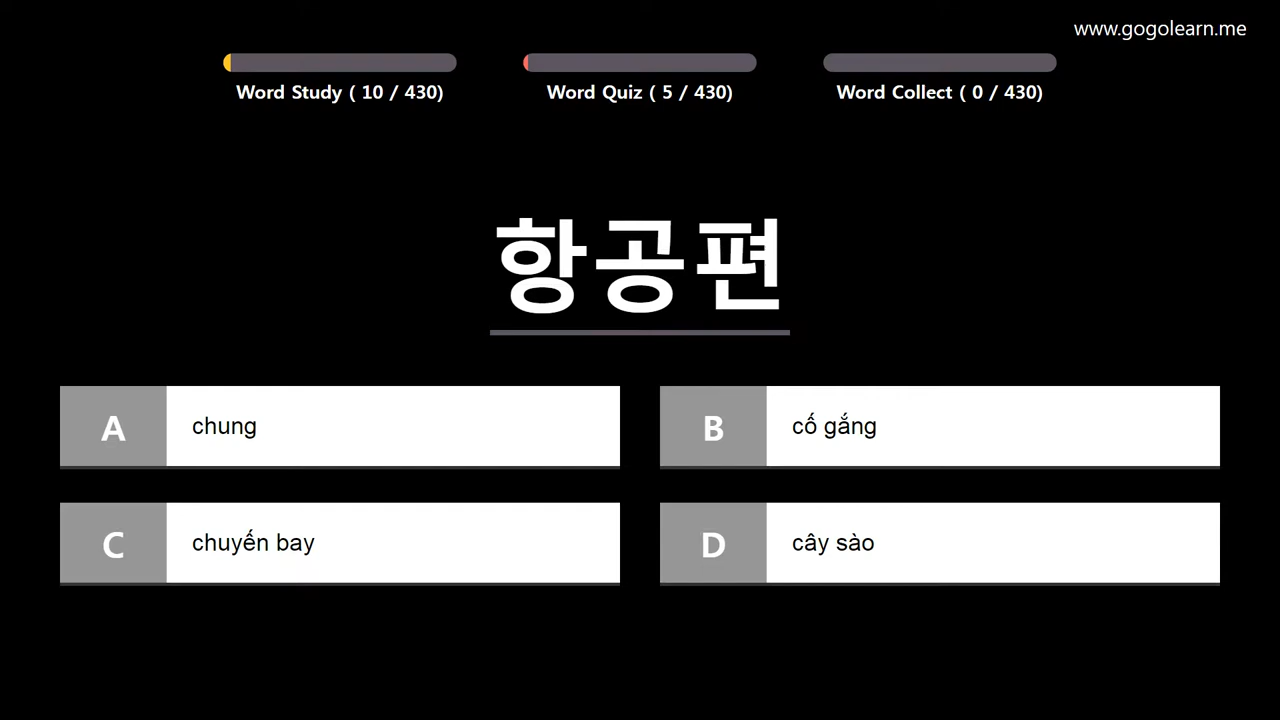 www.gogolearn.me
Word Study ( 10 / 430)
Word Quiz ( 5 / 430)
Word Collect ( 0 / 430)
항공편
A chung
B cố gắng
C chuyến bay
D cây sào